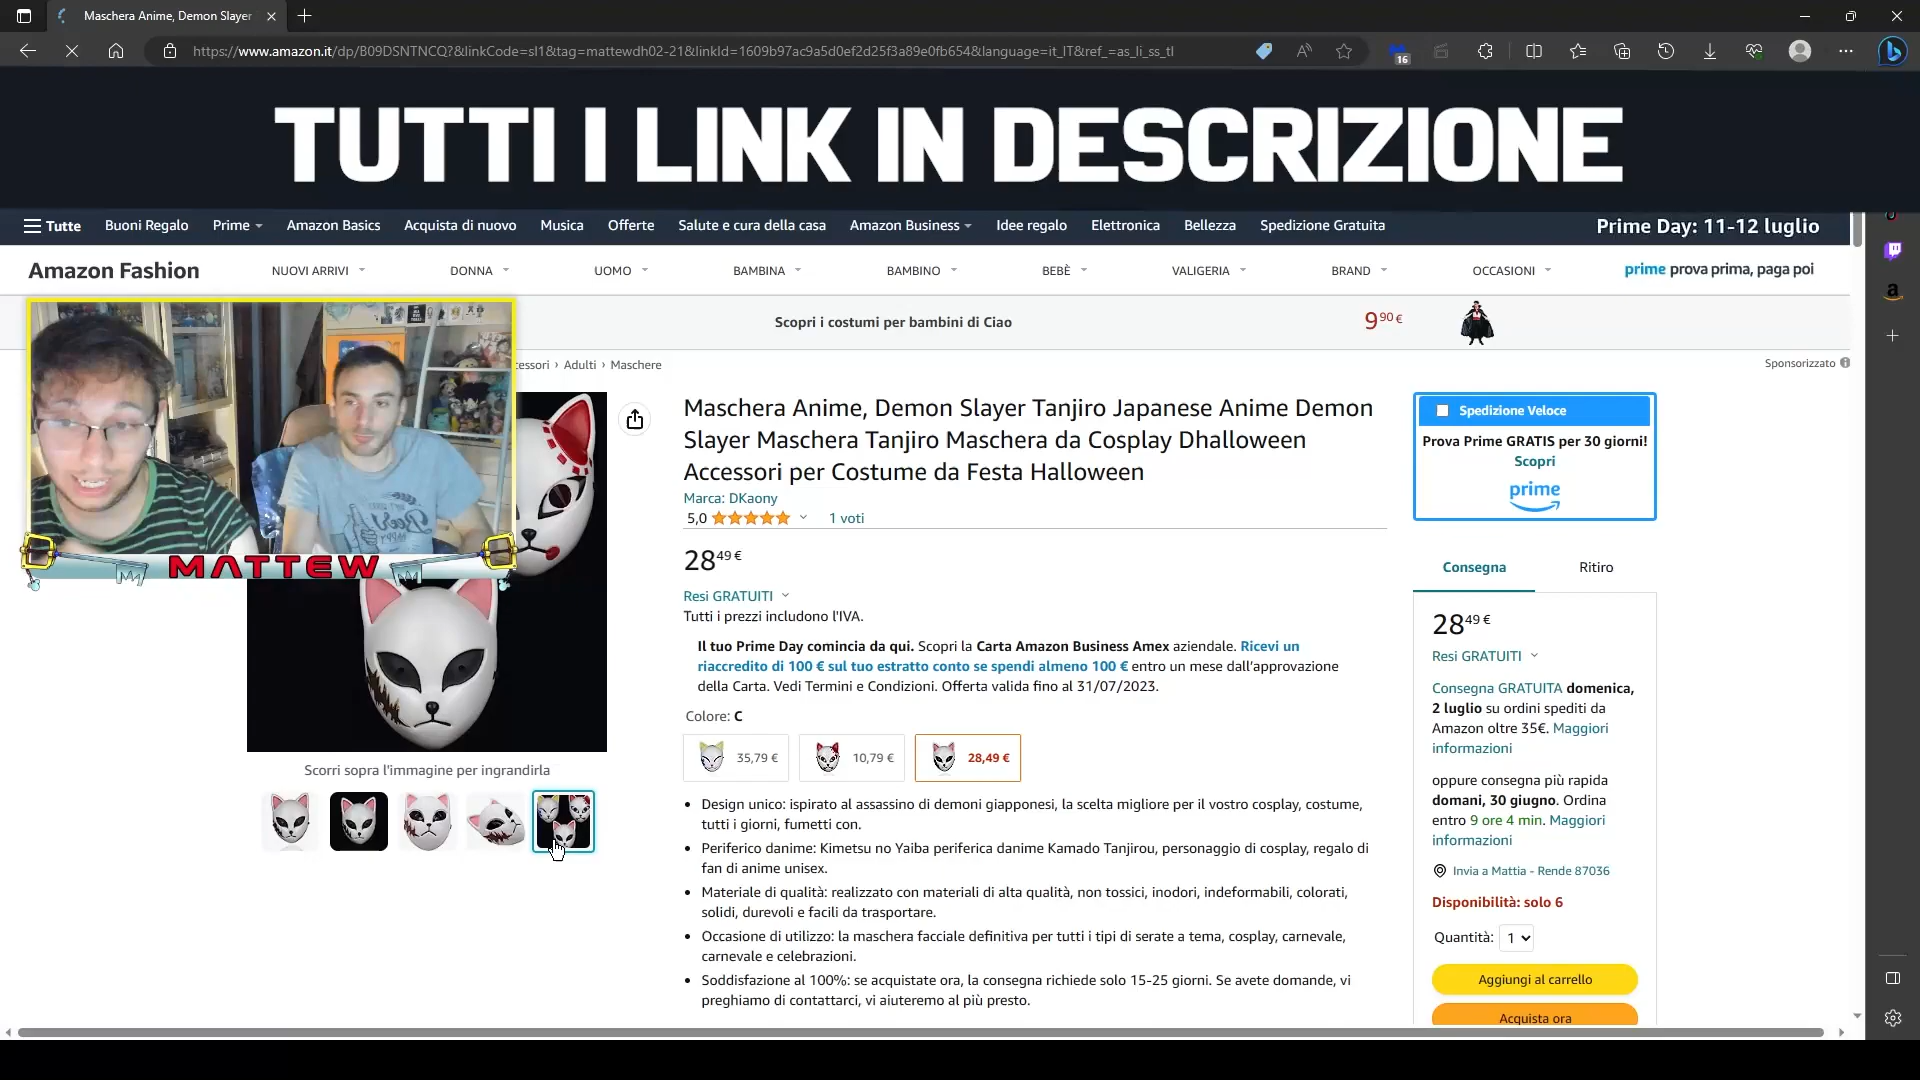 Maschera Anime, Demon Slayer
https://www.amazon.it/dp/B09DSNTNCQ?&linkCode=sl1&tag=mattewdh02-21&linkId=1609b97ac9a5d0ef2d25f3a89e0fb654&language=it_IT&ref_=as_li_ss_tl
16
TUTTI I LINK IN DESCRIZIONE
Tutte Buoni Regalo Prime Amazon Basics Acquista di nuovo Musica Offerte Salute e cura della casa Amazon Business Idee regalo Elettronica Bellezza Spedizione Gratuita Prime Day: 11-12 luglio
Amazon Fashion NUOVI ARRIVI DONNA UOMO BAMBINA BAMBINO BEBÈ VALIGERIA BRAND OCCASIONI prime prova prima, paga poi
Scopri i costumi per bambini di Ciao 9,90 €
cessori › Adulti › Maschere
Sponsorizzato
Maschera Anime, Demon Slayer Tanjiro Japanese Anime Demon
Slayer Maschera Tanjiro Maschera da Cosplay Dhalloween
Accessori per Costume da Festa Halloween
Marca: DKaony
5,0 1 voti
28 49 €
Resi GRATUITI
Tutti i prezzi includono l'IVA.
Il tuo Prime Day comincia da qui. Scopri la Carta Amazon Business Amex aziendale. Ricevi un
riaccredito di 100 € sul tuo estratto conto se spendi almeno 100 € entro un mese dall'approvazione
della Carta. Vedi Termini e Condizioni. Offerta valida fino al 31/07/2023.
Colore: C
35,79 € 10,79 € 28,49 €
• Design unico: ispirato al assassino di demoni giapponesi, la scelta migliore per il vostro cosplay, costume,
tutti i giorni, fumetti con.
• Periferico danime: Kimetsu no Yaiba periferica danime Kamado Tanjirou, personaggio di cosplay, regalo di
fan di anime unisex.
• Materiale di qualità: realizzato con materiali di alta qualità, non tossici, inodori, indeformabili, colorati,
solidi, durevoli e facili da trasportare.
• Occasione di utilizzo: la maschera facciale definitiva per tutti i tipi di serate a tema, cosplay, carnevale,
carnevale e celebrazioni.
• Soddisfazione al 100%: se acquistate ora, la consegna richiede solo 15-25 giorni. Se avete domande, vi
preghiamo di contattarci, vi aiuteremo al più presto.
MATTEW
Scorri sopra l'immagine per ingrandirla
Spedizione Veloce
Prova Prime GRATIS per 30 giorni!
Scopri
prime
Consegna Ritiro
28 49 €
Resi GRATUITI
Consegna GRATUITA domenica,
2 luglio su ordini spediti da
Amazon oltre 35€. Maggiori
informazioni
oppure consegna più rapida
domani, 30 giugno. Ordina
entro 9 ore 4 min. Maggiori
informazioni
Invia a Mattia - Rende 87036
Disponibilità: solo 6
Quantità: 1
Aggiungi al carrello
Acquista ora